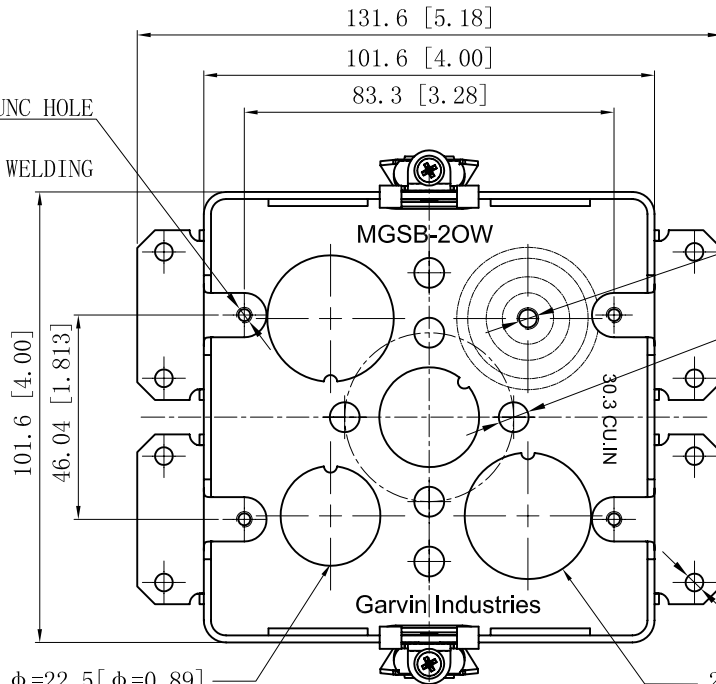 131.6 [5.18]
101.6 [4.00]
83.3 [3.28]
UNC HOLE
WELDING
MGSB-2OW
101.6 [4.00]
46.04 [1.813]
30.3 CU.IN
Garvin Industries
ф=22.5[ф=0.89]
2